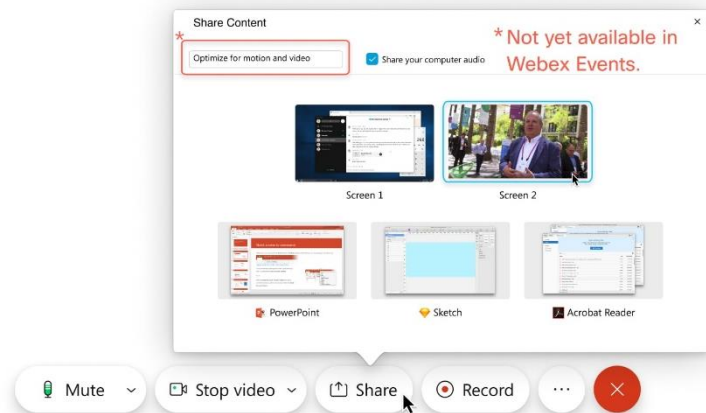 Share Content
*
* Not yet available in
Webex Events.
Optimize for motion and video
Share your computer audio
Screen 1
Screen 2
PowerPoint
Sketch
Acrobat Reader
Mute
Stop video
Share
Record